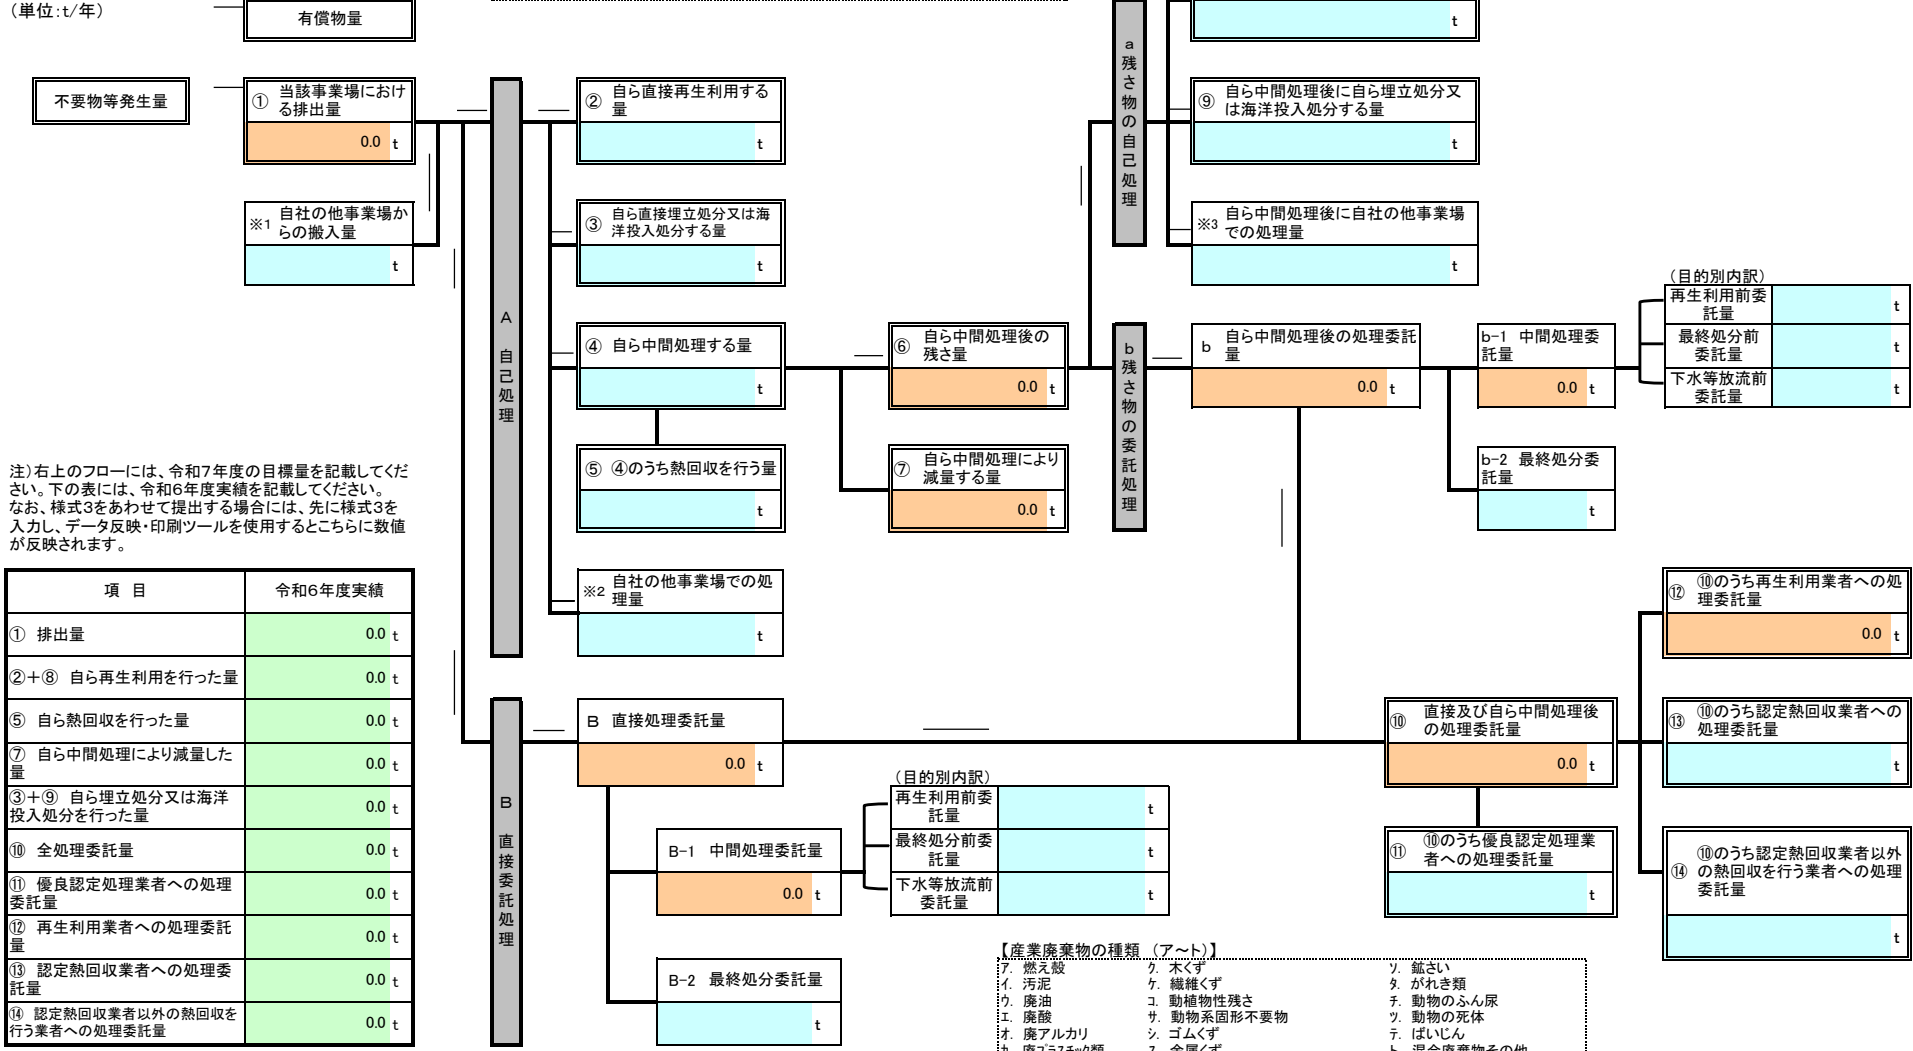 （単位：t/年）
有償物量
t
不要物等発生量
① 当該事業場におけ
る排出量
0.0 t
※1 自社の他事業場か
らの搬入量
t
A 自己処理
② 自ら直接再生利用する
量
t
③ 自ら直接埋立処分又は海
洋投入処分する量
t
④ 自ら中間処理する量
t
⑤ ④のうち熱回収を行う量
t
※2 自社の他事業場での処
理量
t
⑥ 自ら中間処理後の
残さ量
0.0 t
⑦ 自ら中間処理により
減量する量
0.0 t
a 残さ物の自己処理
⑨ 自ら中間処理後に自ら埋立処分又
は海洋投入処分する量
t
※3 自ら中間処理後に自社の他事業場
での処理量
t
b 残さ物の委託処理
b 自ら中間処理後の処理委託
量
0.0 t
b-1 中間処理委
託量
0.0 t
b-2 最終処分委
託量
t
（目的別内訳）
再生利用前委
託量
t
最終処分前
委託量
t
下水等放流前
委託量
t
注）右上のフローには、令和7年度の目標量を記載してくだ
さい。下の表には、令和6年度実績を記載してください。
なお、様式3をあわせて提出する場合には、先に様式3を
入力し、データ反映・印刷ツールを使用するとこちらに数値
が反映されます。
項 目 令和6年度実績
① 排出量 0.0 t
②＋⑧ 自ら再生利用を行った量 0.0 t
⑤ 自ら熱回収を行った量 0.0 t
⑦ 自ら中間処理により減量した
量 0.0 t
③＋⑨ 自ら埋立処分又は海洋
投入処分を行った量 0.0 t
⑩ 全処理委託量 0.0 t
⑪ 優良認定処理業者への処理
委託量 0.0 t
⑫ 再生利用業者への処理委託
量 0.0 t
⑬ 認定熱回収業者への処理委
託量 0.0 t
⑭ 認定熱回収業者以外の熱回収を
行う業者への処理委託量 0.0 t
B 直接委託処理
B 直接処理委託量
0.0 t
B-1 中間処理委託量
0.0 t
B-2 最終処分委託量
t
（目的別内訳）
再生利用前委
託量
t
最終処分前委
託量
t
下水等放流前
委託量
t
⑩ 直接及び自ら中間処理後
の処理委託量
0.0 t
⑪ ⑩のうち優良認定処理業
者への処理委託量
t
⑫ ⑩のうち再生利用業者への処
理委託量
0.0 t
⑬ ⑩のうち認定熱回収業者への
処理委託量
t
⑭ ⑩のうち認定熱回収業者以外
の熱回収を行う業者への処理
委託量
t
【産業廃棄物の種類 （ア～ト）】
ア. 燃え殻 ク. 木くず ソ. 鉱さい
イ. 汚泥 ケ. 繊維くず タ. がれき類
ウ. 廃油 コ. 動植物性残さ チ. 動物のふん尿
エ. 廃酸 サ. 動物系固形不要物 ツ. 動物の死体
オ. 廃アルカリ シ. ゴムくず テ. ばいじん
カ. 廃プラスチック類 ス. 金属くず ト. 混合廃棄物その他